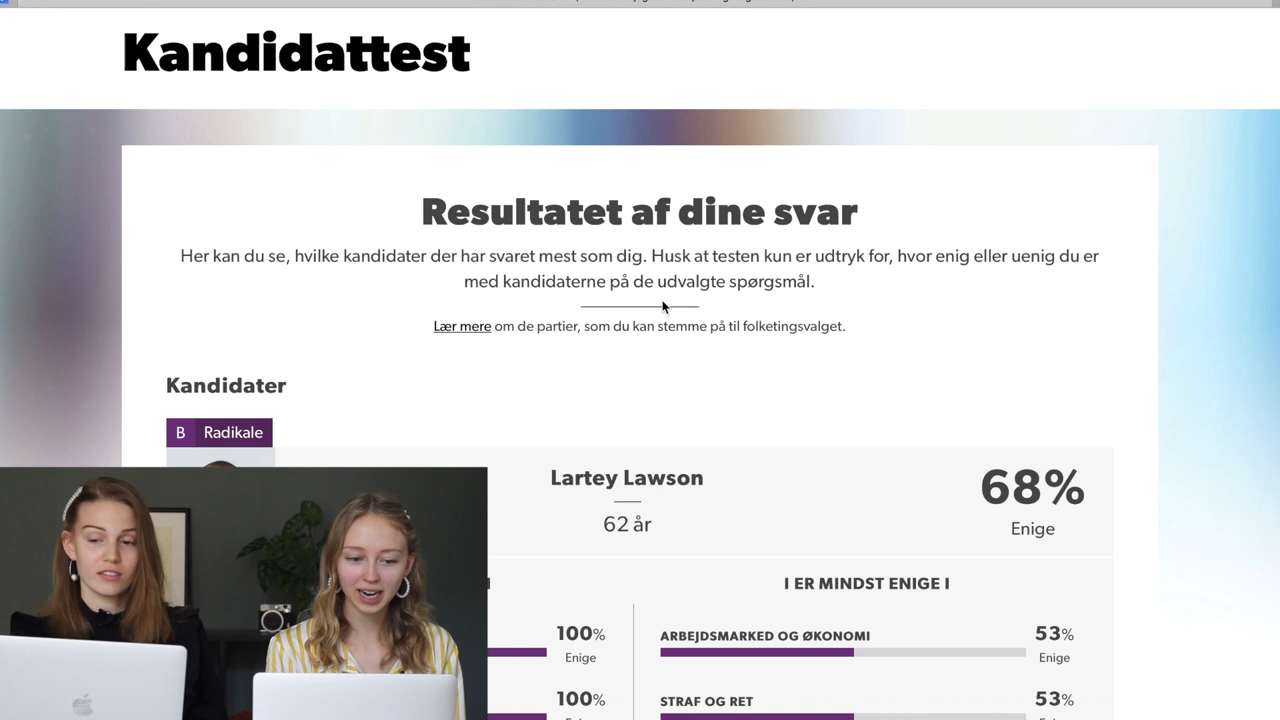 Kandidattest
Resultatet af dine svar
Her kan du se, hvilke kandidater der har svaret mest som dig. Husk at testen kun er udtryk for, hvor enig eller uenig du er
med kandidaterne på de udvalgte spørgsmål.
Lær mere om de partier, som du kan stemme på til folketingsvalget.
Kandidater
B Radikale
Lartey Lawson
62 år
68%
Enige
I ER MINDST ENIGE I
100%
Enige
ARBEJDSMARKED OG ØKONOMI
53%
Enige
100%
STRAF OG RET
53%